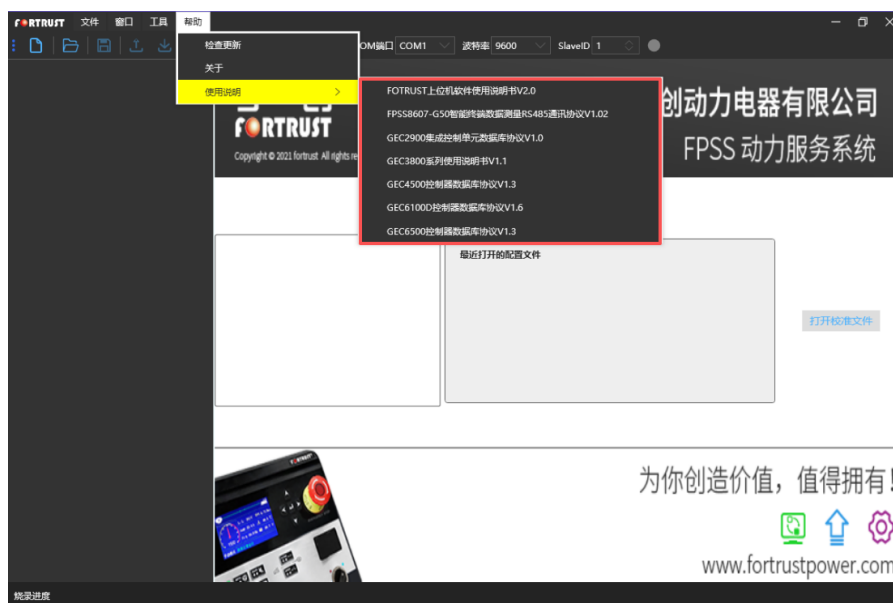 FORTRUST 文件 窗口 工具 帮助
OM端口 COM1 波特率 9600 SlaveID 1
检查更新
关于
使用说明
FOTRUST上位机软件使用说明书V2.0
FPSS8607-G50智能终端数据测量RS485通讯协议V1.02
GEC2900集成控制单元数据库协议V1.0
GEC3800系列使用说明书V1.1
GEC4500控制器数据库协议V1.3
GEC6100D控制器数据库协议V1.6
GEC6500控制器数据库协议V1.3
创动力电器有限公司
FORTRUST
FPSS 动力服务系统
Copyright © 2021 fortrust All rights re
最近打开的配置文件
打开校准文件
为你创造价值，值得拥有!
www.fortrustpower.com
烧录进度